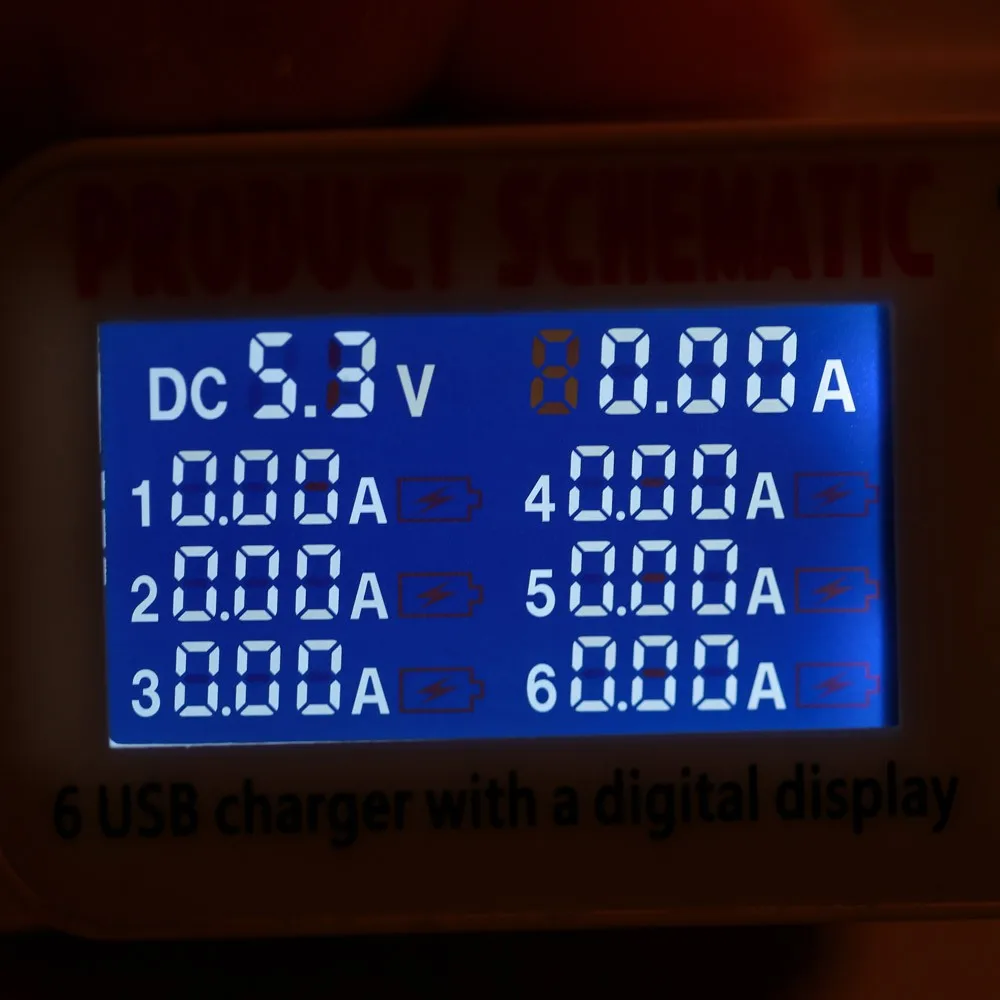 PRODUCT SCHEMATIC
DC 5.3 V 0.00 A
1 0.00 A 4 0.00 A
2 0.00 A 5 0.00 A
3 0.00 A 6 0.00 A
6 USB charger with a digital display